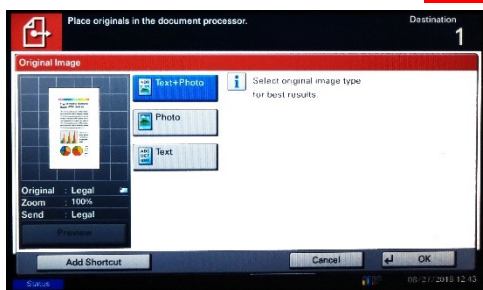 Place originals in the document processor.
Destination
1
Original Image
Text+Photo
Select original image type
for best results.
Photo
Text
Original : Legal
Zoom : 100%
Send : Legal
Preview
Add Shortcut
Cancel
OK
Status
08/27/2018 12:43